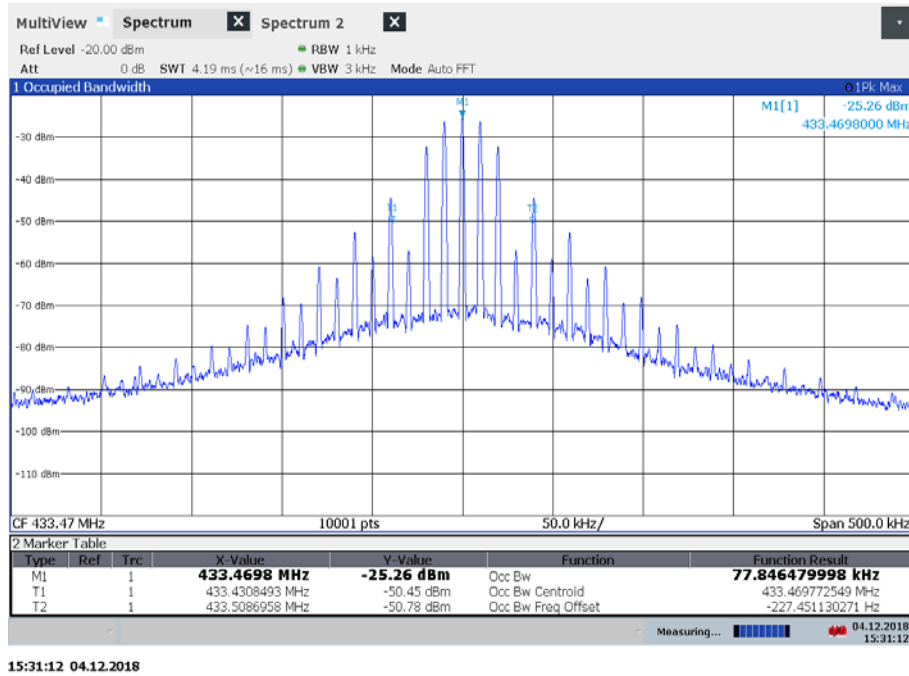 MultiView Spectrum X Spectrum 2 X
Ref Level -20.00 dBm RBW 1 kHz
Att 0 dB SWT 4.19 ms (~16 ms) VBW 3 kHz Mode Auto FFT
1 Occupied Bandwidth 1Pk Max
M1
M1[1] -25.26 dBm
433.4698000 MHz
-30 dBm
-40 dBm
-50 dBm
T1 T2
-60 dBm
-70 dBm
-80 dBm
-90 dBm
-100 dBm
-110 dBm
CF 433.47 MHz 10001 pts 50.0 kHz/ Span 500.0 kHz
2 Marker Table
Type Ref Trc X-Value Y-Value Function Function Result
M1 1 433.4698 MHz -25.26 dBm Occ Bw 77.846479998 kHz
T1 1 433.4308493 MHz -50.45 dBm Occ Bw Centroid 433.469772549 MHz
T2 1 433.5086958 MHz -50.78 dBm Occ Bw Freq Offset -227.451130271 Hz
Measuring... 04.12.2018
15:31:12
15:31:12 04.12.2018